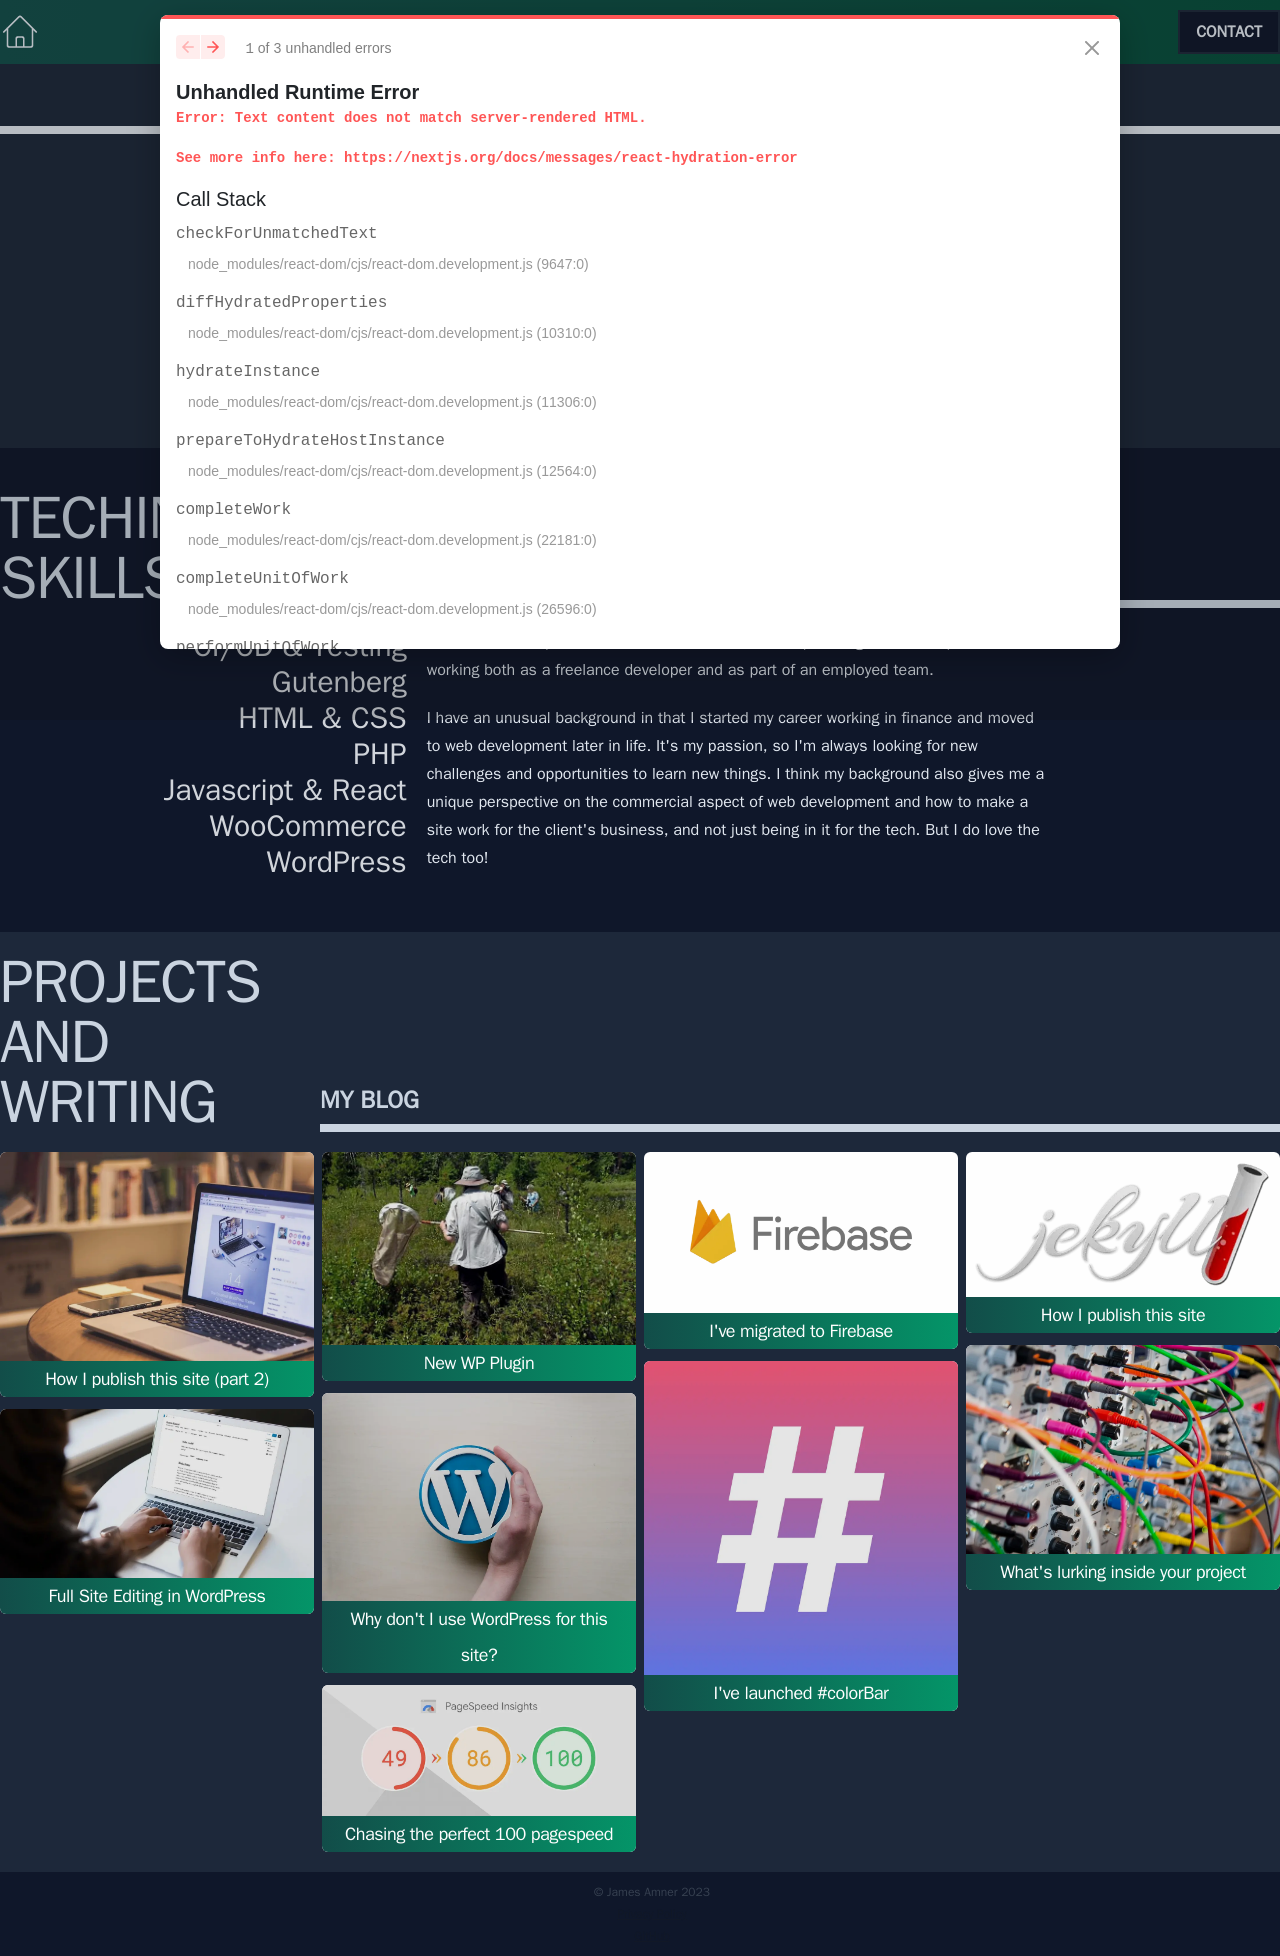 CONTACT
1 of 3 unhandled errors
Unhandled Runtime Error
Error: Text content does not match server-rendered HTML.
See more info here: https://nextjs.org/docs/messages/react-hydration-error
Call Stack
checkForUnmatchedText
node_modules/react-dom/cjs/react-dom.development.js (9647:0)
diffHydratedProperties
node_modules/react-dom/cjs/react-dom.development.js (10310:0)
hydrateInstance
node_modules/react-dom/cjs/react-dom.development.js (11306:0)
prepareToHydrateHostInstance
node_modules/react-dom/cjs/react-dom.development.js (12564:0)
completeWork
node_modules/react-dom/cjs/react-dom.development.js (22181:0)
completeUnitOfWork
node_modules/react-dom/cjs/react-dom.development.js (26596:0)
performUnitOfWork
SKILLS
& Testing
Gutenberg
HTML & CSS
PHP
Javascript & React
WooCommerce
WordPress
working both as a freelance developer and as part of an employed team.
I have an unusual background in that I started my career working in finance and moved
to web development later in life. It's my passion, so I'm always looking for new
challenges and opportunities to learn new things. I think my background also gives me a
unique perspective on the commercial aspect of web development and how to make a
site work for the client's business, and not just being in it for the tech. But I do love the
tech too!
PROJECTS
AND
WRITING
MY BLOG
How I publish this site (part 2)
Full Site Editing in WordPress
New WP Plugin
W
Why don't I use WordPress for this
site?
PageSpeed Insights
49 » 86 » 100
Chasing the perfect 100 pagespeed
Firebase
I've migrated to Firebase
#
I've launched #colorBar
jekyll
How I publish this site
What's lurking inside your project
© James Amner 2023